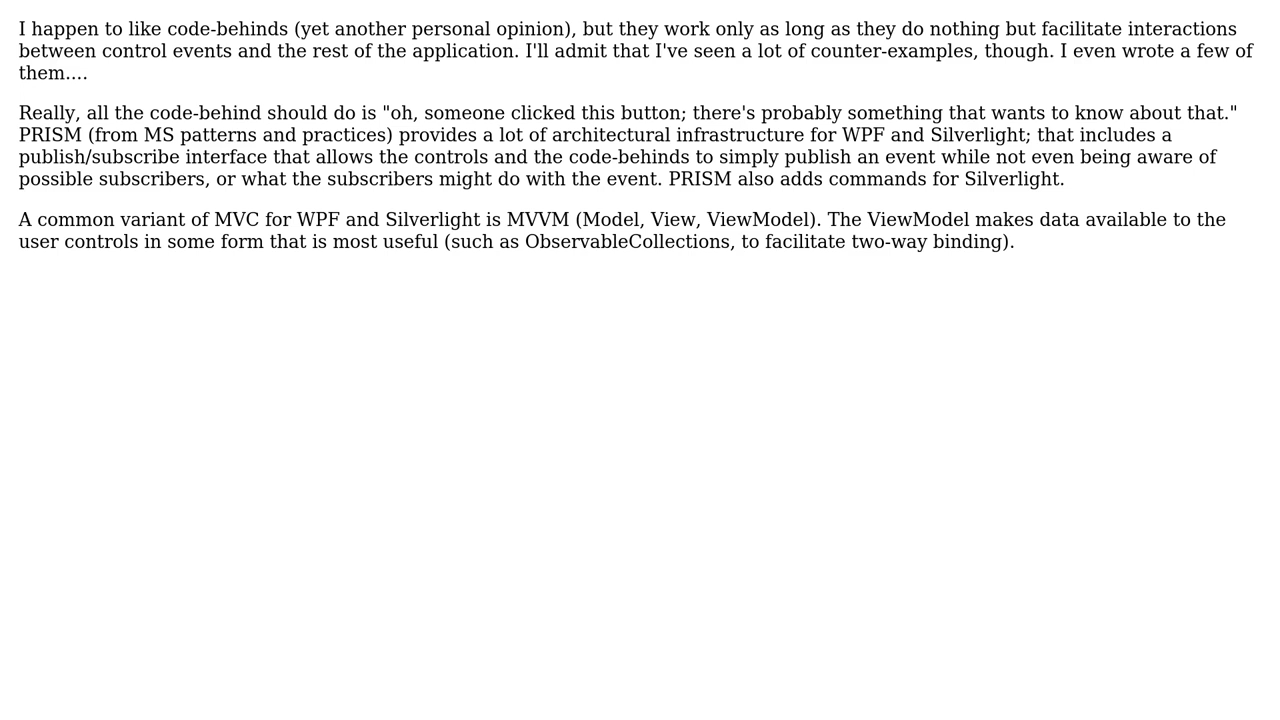 I happen to like code-behinds (yet another personal opinion), but they work only as long as they do nothing but facilitate interactions
between control events and the rest of the application. I'll admit that I've seen a lot of counter-examples, though. I even wrote a few of
them....
Really, all the code-behind should do is "oh, someone clicked this button; there's probably something that wants to know about that."
PRISM (from MS patterns and practices) provides a lot of architectural infrastructure for WPF and Silverlight; that includes a
publish/subscribe interface that allows the controls and the code-behinds to simply publish an event while not even being aware of
possible subscribers, or what the subscribers might do with the event. PRISM also adds commands for Silverlight.
A common variant of MVC for WPF and Silverlight is MVVM (Model, View, ViewModel). The ViewModel makes data available to the
user controls in some form that is most useful (such as ObservableCollections, to facilitate two-way binding).